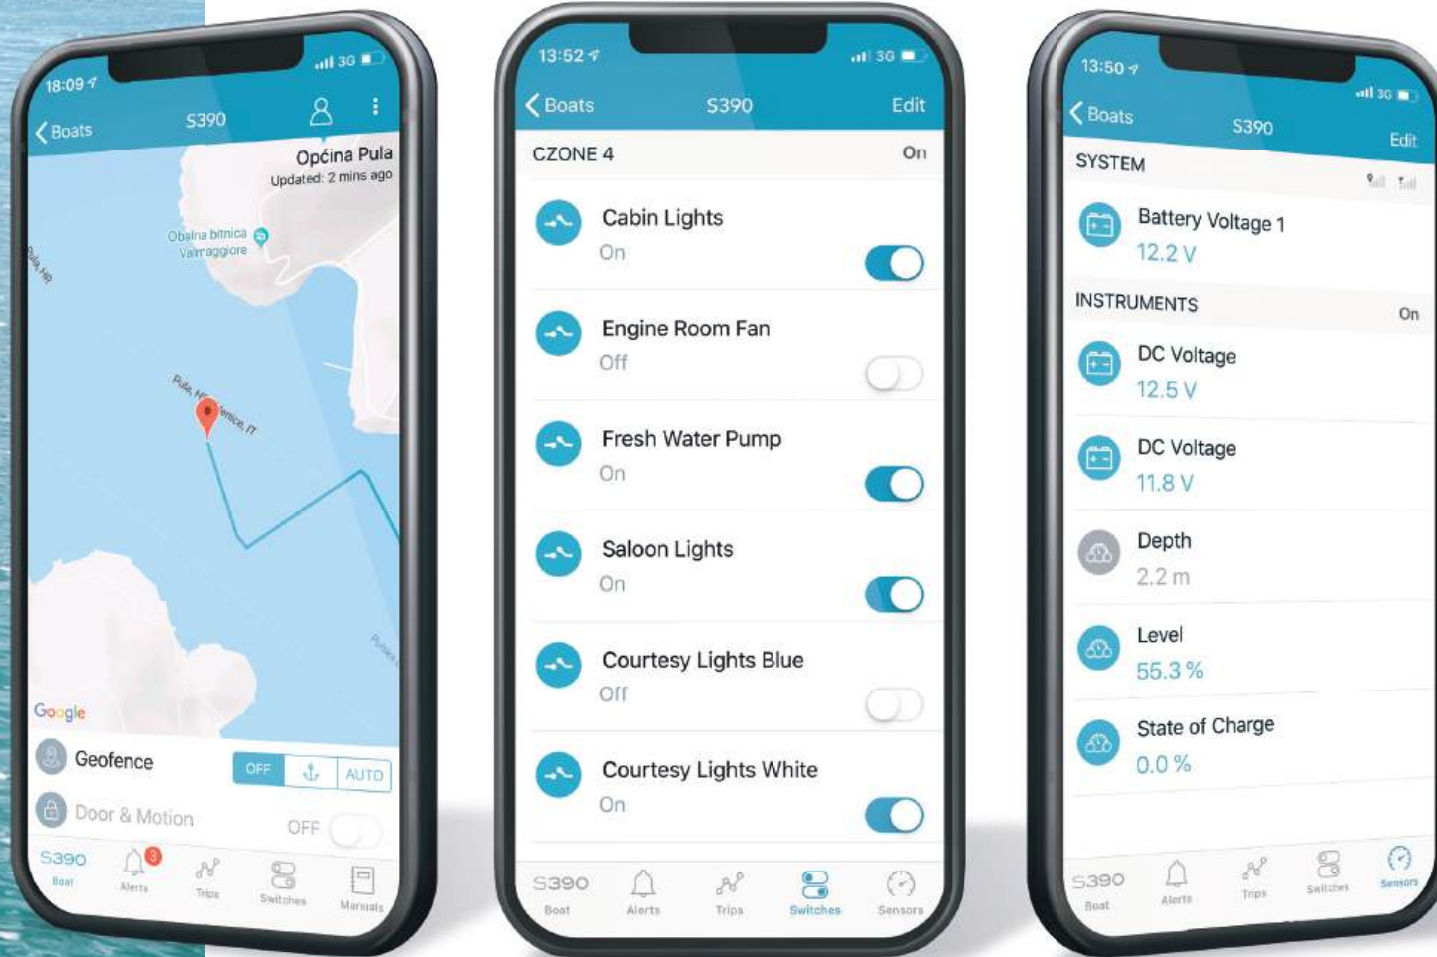 18:09
3G
Boats
S390
Općina Pula
Updated: 2 mins ago
Obalna bitnica
Valmaggiore
Pula, HR
Google
Geofence
OFF
AUTO
Door & Motion
OFF
S390
3
Boat
Alerts
Trips
Switches
Manuals
13:52
3G
Boats
S390
Edit
CZONE 4
On
Cabin Lights
On
Engine Room Fan
Off
Fresh Water Pump
On
Saloon Lights
On
Courtesy Lights Blue
Off
Courtesy Lights White
On
S390
Boat
Alerts
Trips
Switches
Sensors
13:50
3G
Boats
S390
Edit
SYSTEM
Battery Voltage 1
12.2 V
INSTRUMENTS
On
DC Voltage
12.5 V
DC Voltage
11.8 V
Depth
2.2 m
Level
55.3 %
State of Charge
0.0 %
S390
Boat
Alerts
Trips
Switches
Sensors